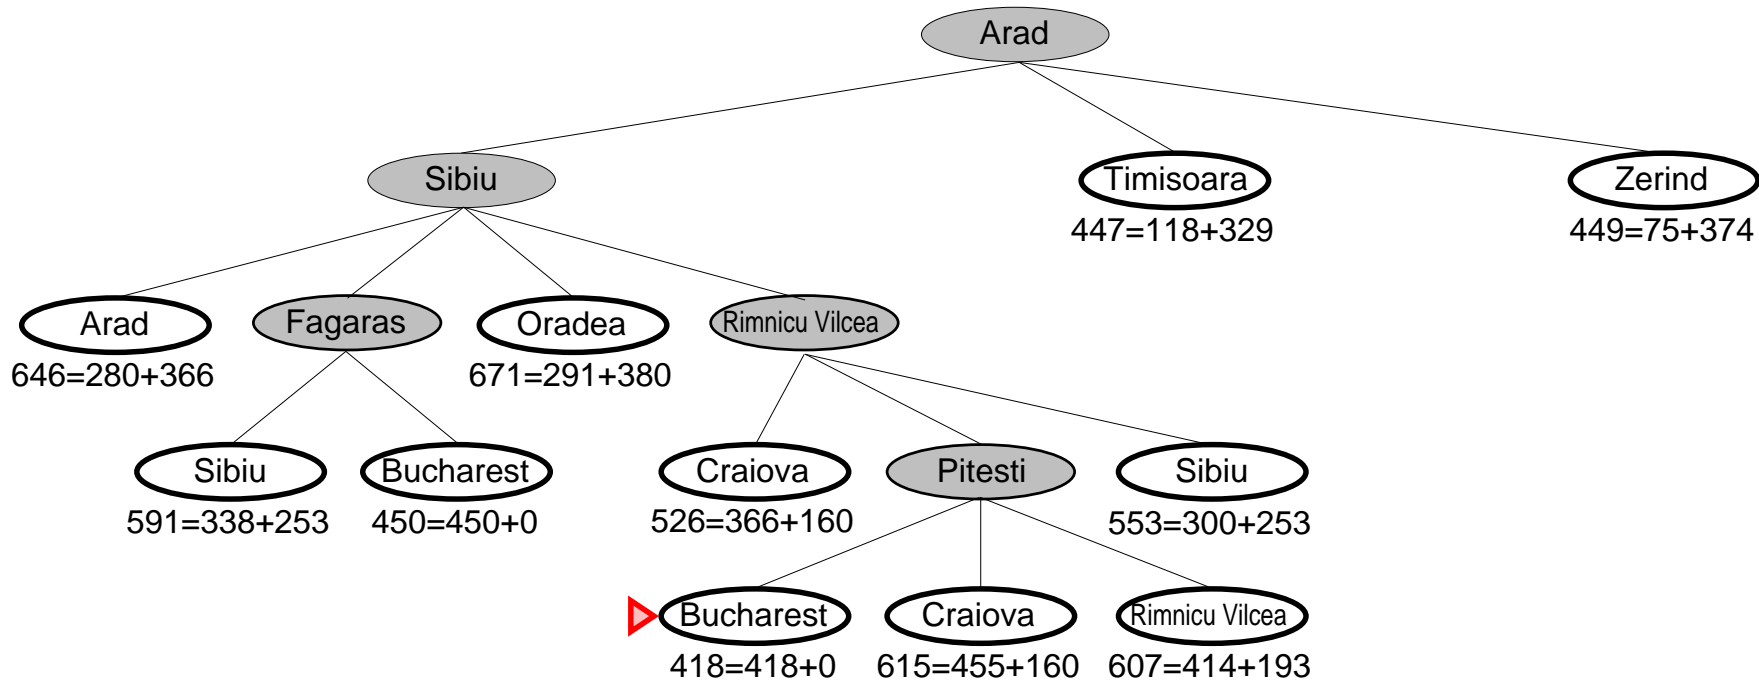 Arad
Sibiu
Timisoara
Zerind
447=118+329
449=75+374
Arad
Fagaras
Oradea
Rimnicu Vilcea
646=280+366
671=291+380
Sibiu
Bucharest
Craiova
Pitesti
Sibiu
591=338+253
450=450+0
526=366+160
553=300+253
Bucharest
Craiova
Rimnicu Vilcea
418=418+0
615=455+160
607=414+193